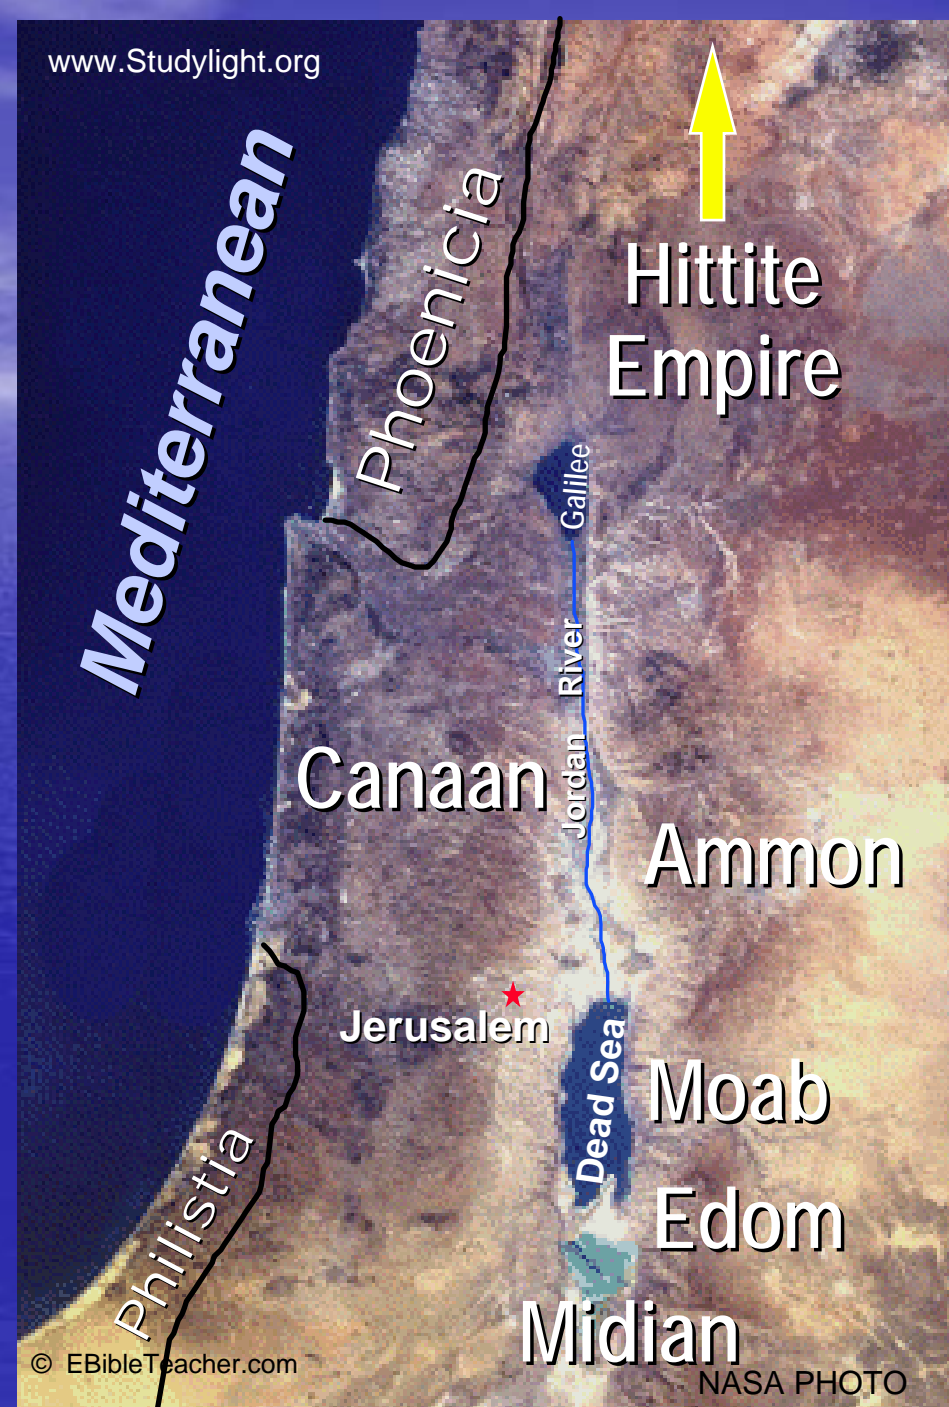 www.Studylight.org
Mediterranean
Phoenicia
Hittite
Empire
Galilee
Jordan River
Canaan
Ammon
Jerusalem
Dead Sea
Moab
Philistia
Edom
Midian
© EBibleTeacher.com
NASA PHOTO